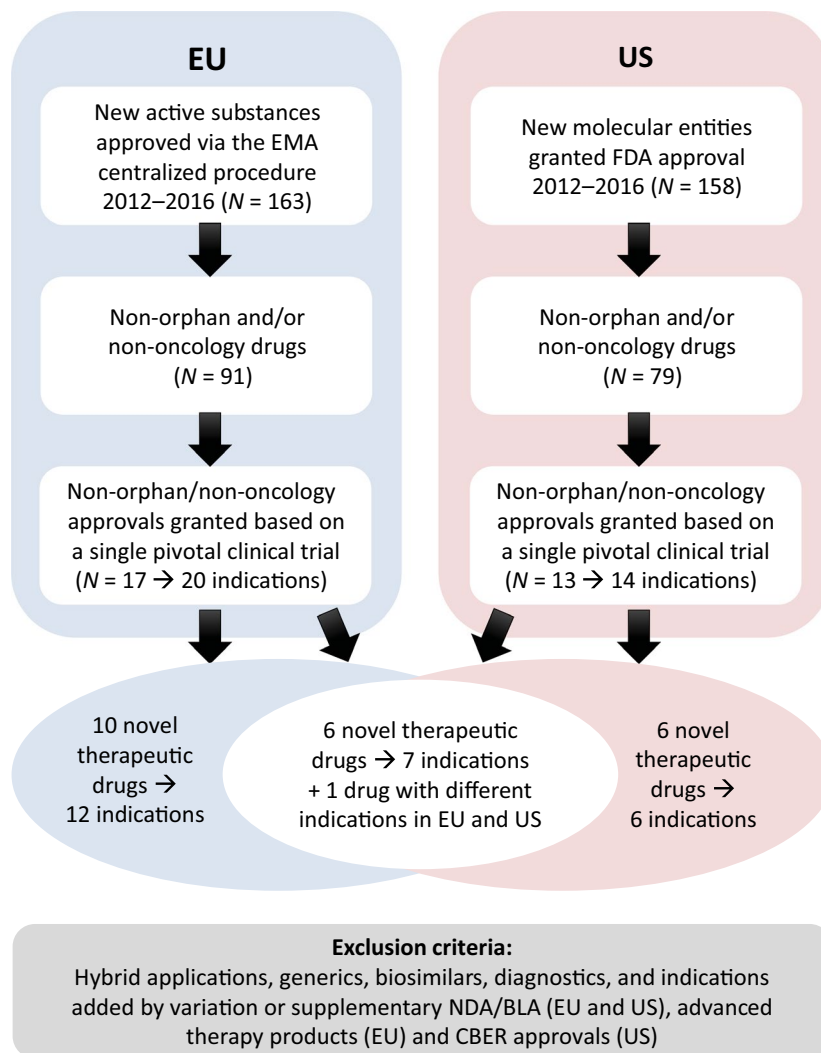 EU
New active substances
approved via the EMA
centralized procedure
2012–2016 (N = 163)
Non-orphan and/or
non-oncology drugs
(N = 91)
Non-orphan/non-oncology
approvals granted based on
a single pivotal clinical trial
(N = 17 → 20 indications)
US
New molecular entities
granted FDA approval
2012–2016 (N = 158)
Non-orphan and/or
non-oncology drugs
(N = 79)
Non-orphan/non-oncology
approvals granted based on
a single pivotal clinical trial
(N = 13 → 14 indications)
10 novel
therapeutic
drugs →
12 indications
6 novel therapeutic
drugs → 7 indications
+ 1 drug with different
indications in EU and US
6 novel
therapeutic
drugs →
6 indications
Exclusion criteria:
Hybrid applications, generics, biosimilars, diagnostics, and indications
added by variation or supplementary NDA/BLA (EU and US), advanced
therapy products (EU) and CBER approvals (US)